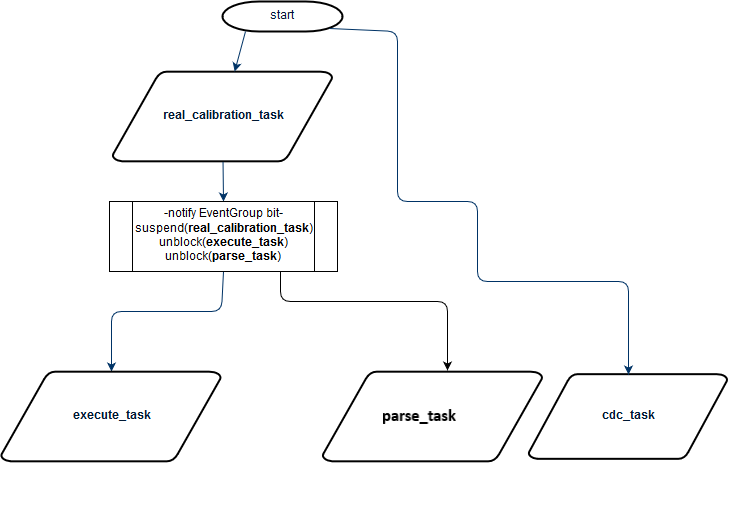 start
real_calibration_task
-notify EventGroup bit-
suspend(real_calibration_task)
unblock(execute_task)
unblock(parse_task)
execute_task
parse_task
cdc_task